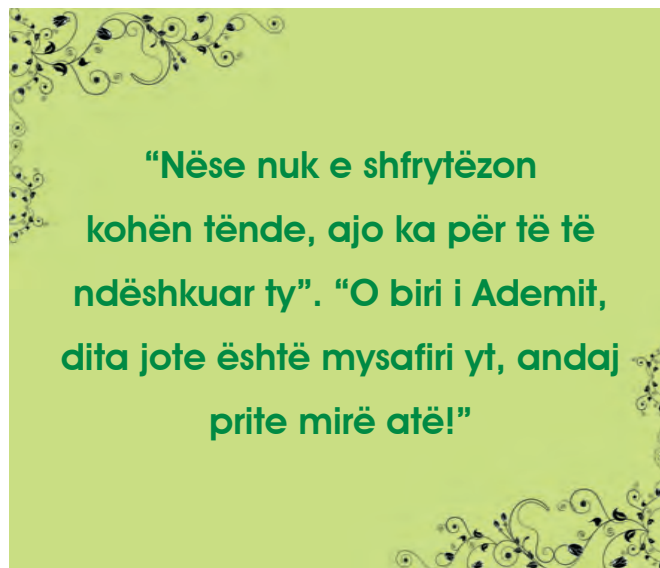 “Nëse nuk e shfrytëzon
kohën tënde, ajo ka për të të
ndëshkuar ty”. “O biri i Ademit,
dita jote është mysafiri yt, andaj
prite mirë atë!”